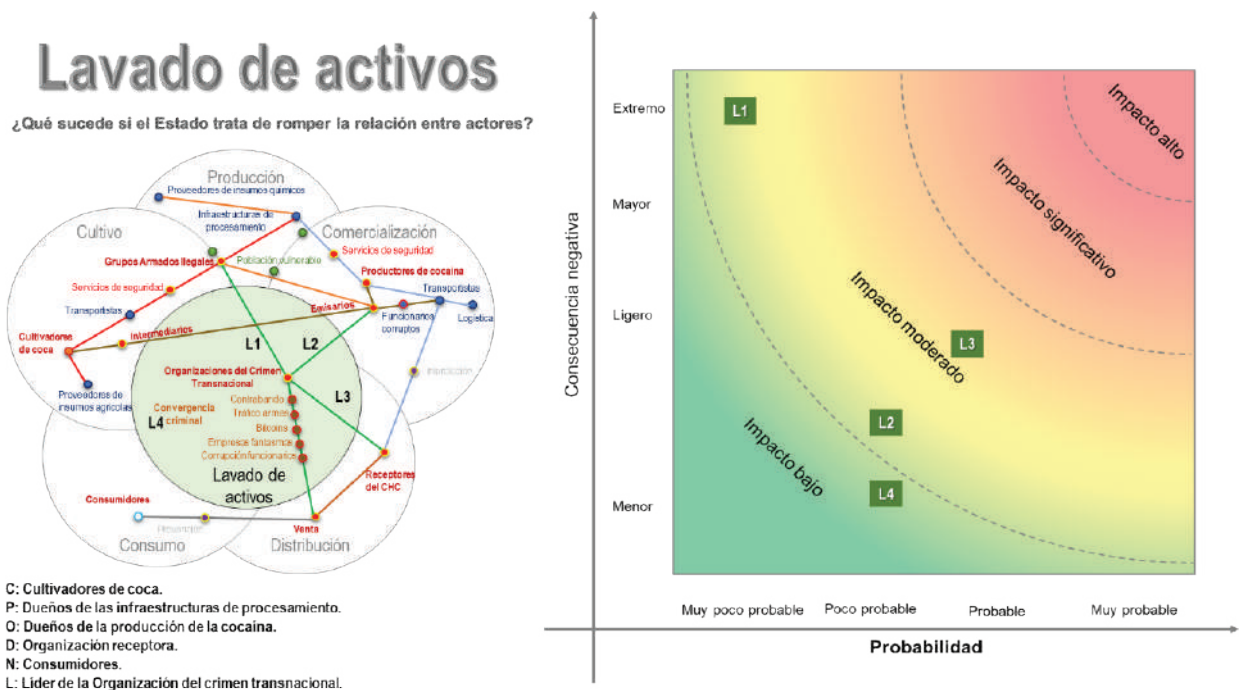 Lavado de activos
¿Qué sucede si el Estado trata de romper la relación entre actores?
Producción
Proveedores de insumos químicos
Infraestructuras de
procesamiento
Cultivo
Comercialización
Servicios de seguridad
Grupos Armados Ilegales
Población vulnerable
Productores de cocaína
Servicios de seguridad
Transportistas
Transportistas
Emisarios
Funcionarios
corruptos
Logística
Intermediarios
Cultivadores
de coca
L1
L2
Organizaciones del Crimen
Transnacional
Interdicción
Proveedores de
insumos agrícolas
L3
Contrabando
Convergencia
criminal
L4
Tráfico armas
Bitcoins
Empresas fantasmas
Corrupción funcionarios
Lavado de
activos
Receptores
del CHC
Consumidores
Prevención
Venta
Consumo
Distribución
C: Cultivadores de coca.
P: Dueños de las infraestructuras de procesamiento.
O: Dueños de la producción de la cocaína.
D: Organización receptora.
N: Consumidores.
L: Líder de la Organización del crimen transnacional.
Consecuencia negativa
Extremo
Mayor
Ligero
Menor
L1
Impacto alto
Impacto significativo
Impacto moderado
L3
L2
Impacto bajo
L4
Muy poco probable
Poco probable
Probable
Muy probable
Probabilidad